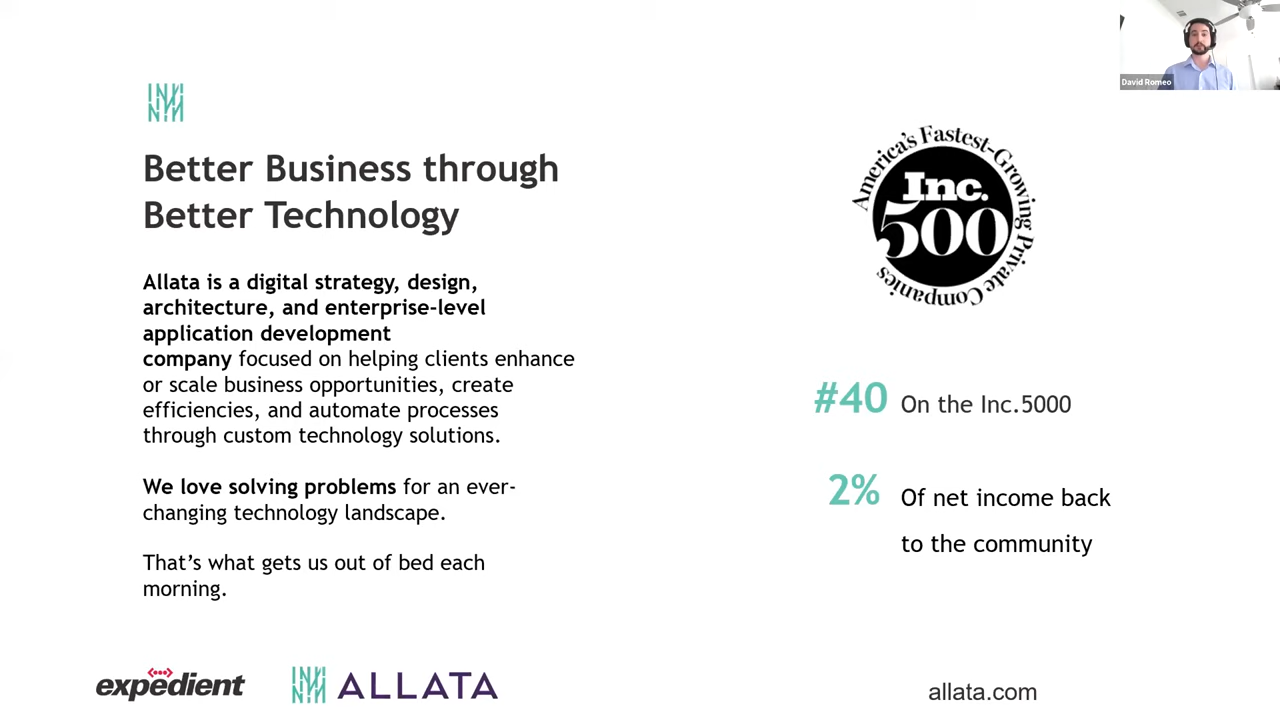 David Romeo
Better Business through
Better Technology
Allata is a digital strategy, design,
architecture, and enterprise-level
application development
company focused on helping clients enhance
or scale business opportunities, create
efficiencies, and automate processes
through custom technology solutions.
We love solving problems for an ever-
changing technology landscape.
That’s what gets us out of bed each
morning.
America's Fastest-Growing Private Companies
Inc.
500
#40 On the Inc.5000
2% Of net income back
to the community
expedient
ALLATA
allata.com